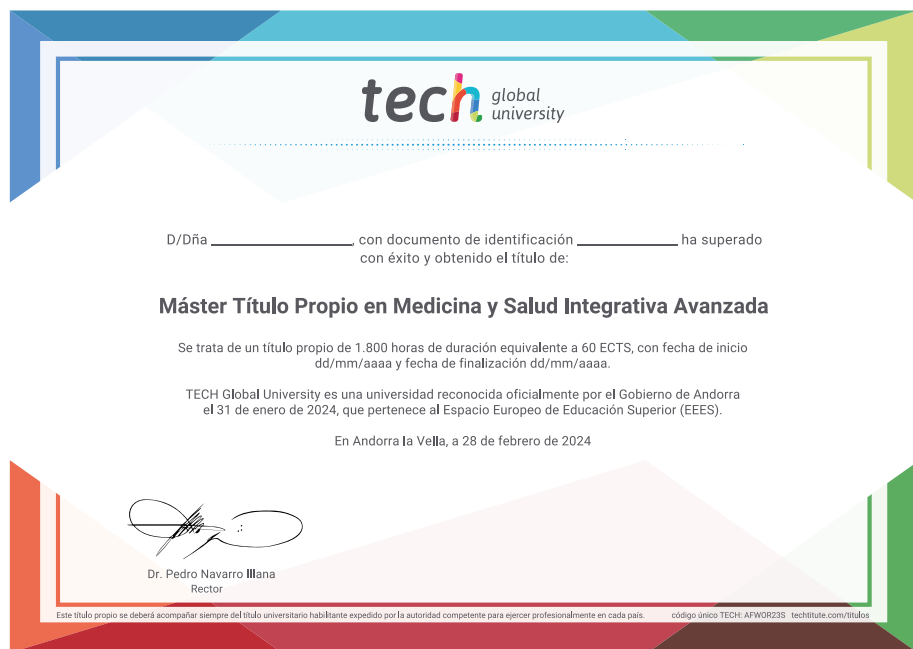 tech global university
D/Dña ____________________, con documento de identificación ______________ ha superado
con éxito y obtenido el título de:
Máster Título Propio en Medicina y Salud Integrativa Avanzada
Se trata de un título propio de 1.800 horas de duración equivalente a 60 ECTS, con fecha de inicio
dd/mm/aaaa y fecha de finalización dd/mm/aaaa.
TECH Global University es una universidad reconocida oficialmente por el Gobierno de Andorra
el 31 de enero de 2024, que pertenece al Espacio Europeo de Educación Superior (EEES).
En Andorra la Vella, a 28 de febrero de 2024
Dr. Pedro Navarro Illana
Rector
Este título propio se deberá acompañar siempre del título universitario habilitante expedido por la autoridad competente para ejercer profesionalmente en cada país. código único TECH: AFWOR23S techtitute.com/titulos